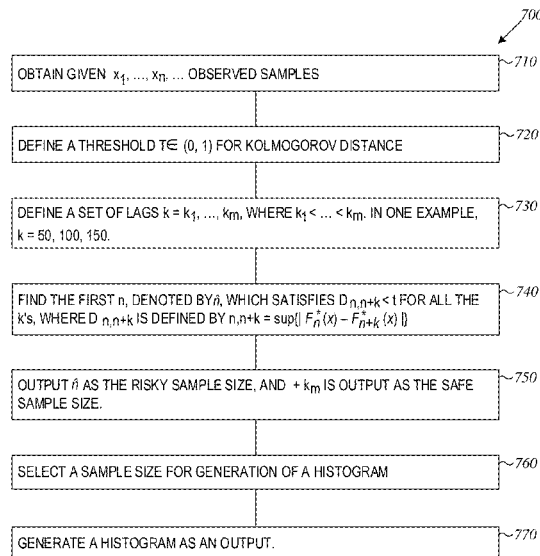 700
710
OBTAIN GIVEN x1, ..., xn, ... OBSERVED SAMPLES
720
DEFINE A THRESHOLD T∈ (0, 1) FOR KOLMOGOROV DISTANCE
730
DEFINE A SET OF LAGS k = k1, ..., km, WHERE k1 < ... < km. IN ONE EXAMPLE,
k = 50, 100, 150.
740
FIND THE FIRST n, DENOTED BY n̂, WHICH SATISFIES D n,n+k < t FOR ALL THE
k's, WHERE D n,n+k IS DEFINED BY n,n+k = sup{| F*n(x) – F*n+k(x) |}
750
OUTPUT n̂ AS THE RISKY SAMPLE SIZE, AND + km IS OUTPUT AS THE SAFE
SAMPLE SIZE.
760
SELECT A SAMPLE SIZE FOR GENERATION OF A HISTOGRAM
770
GENERATE A HISTOGRAM AS AN OUTPUT.